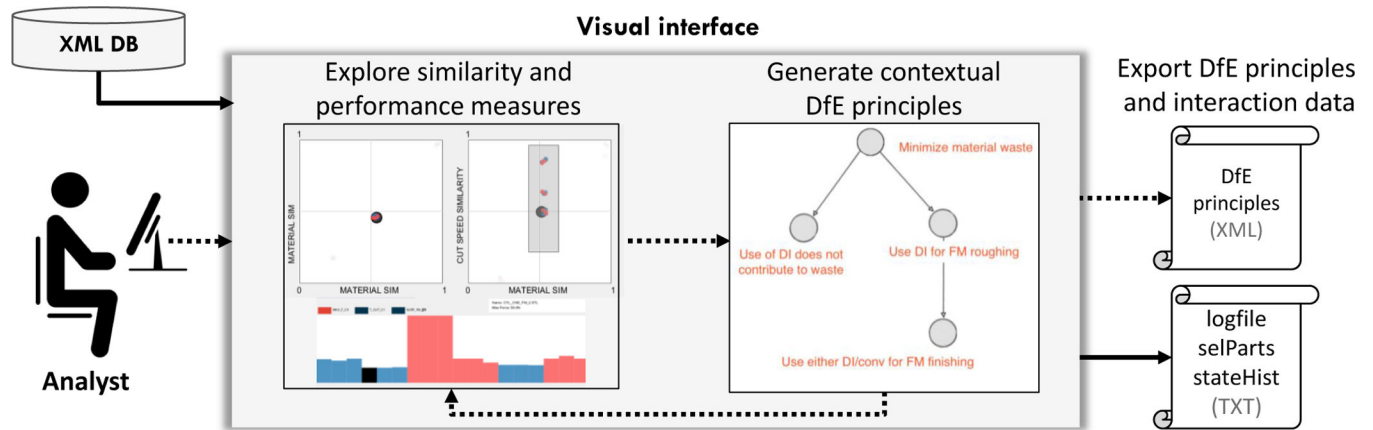 XML DB
Visual interface
Explore similarity and
performance measures
Generate contextual
DfE principles
Export DfE principles
and interaction data
1
MATERIAL SIM
0
MATERIAL SIM
1
1
CUT SPEED SIMILARITY
0
MATERIAL SIM
1
Minimize material waste
Use of DI does not
contribute to waste
Use DI for FM roughing
Use either DI/conv for FM finishing
Analyst
DfE
principles
(XML)
logfile
selParts
stateHist
(TXT)